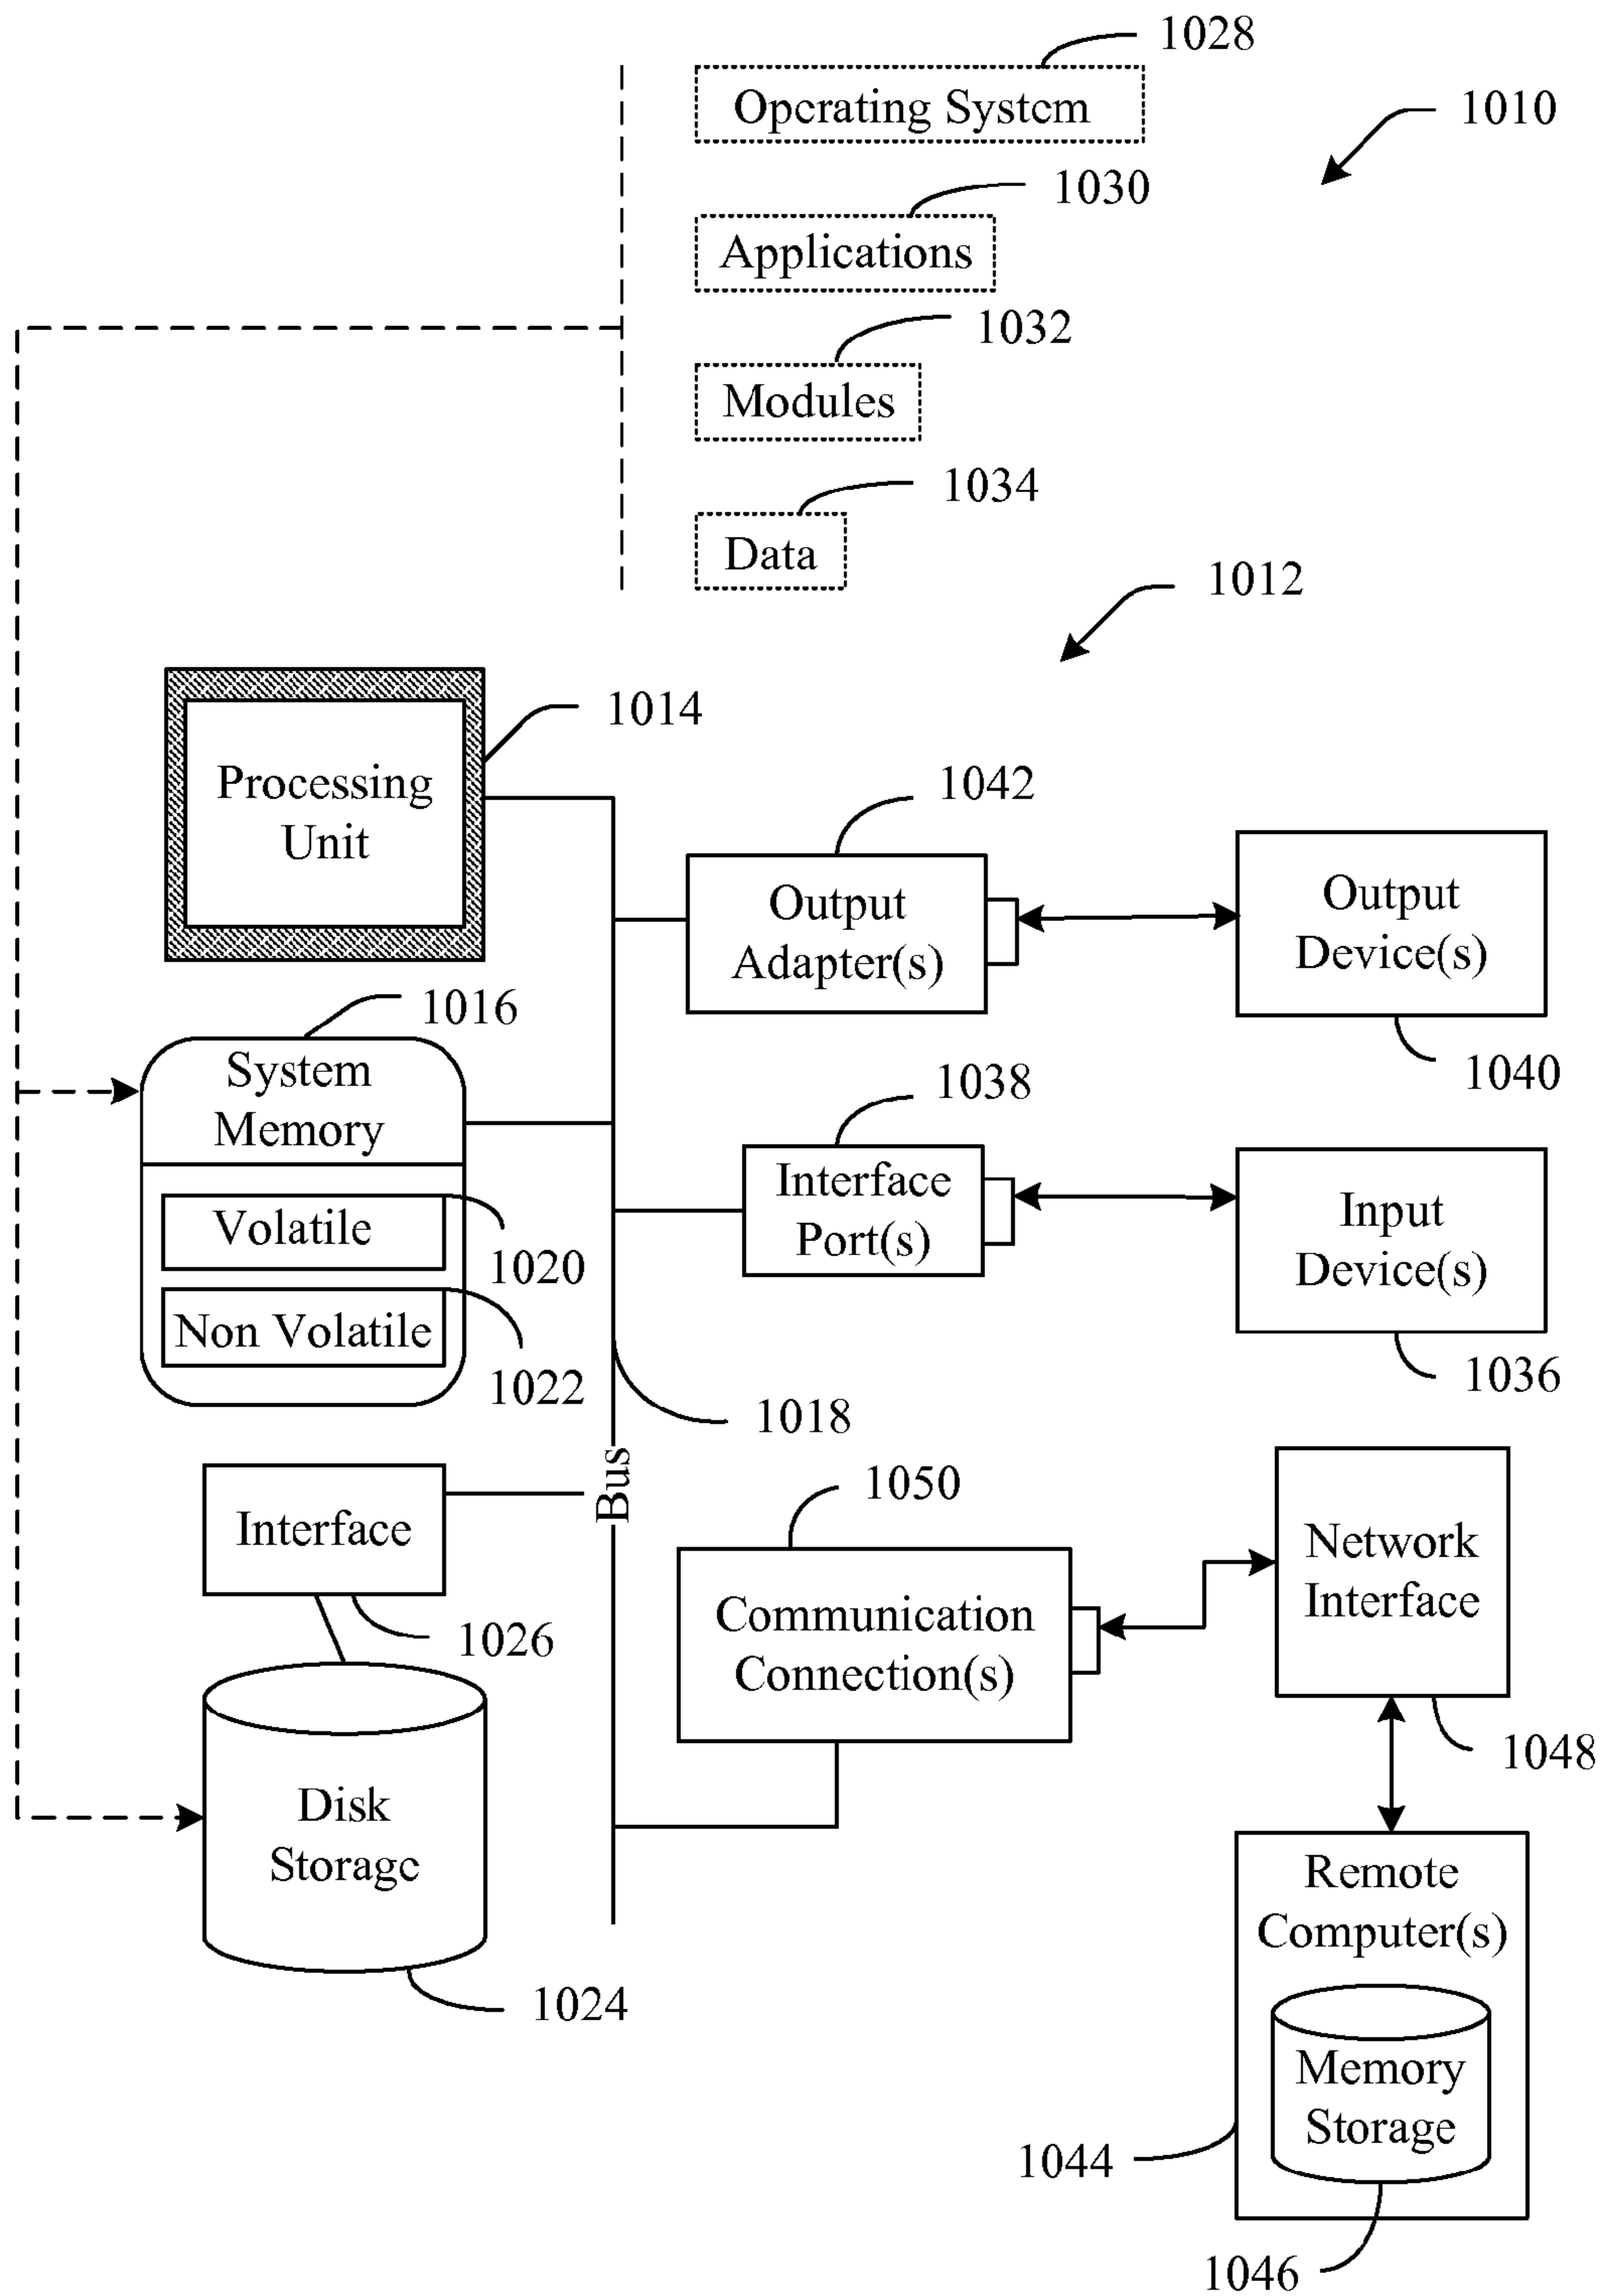 1028
Operating System
1010
1030
Applications
1032
Modules
1034
Data
1012
1014
Processing
Unit
1042
Output
Adapter(s)
Output
Device(s)
1040
1016
System
Memory
1038
Interface
Port(s)
Input
Device(s)
1036
Volatile
1020
Non Volatile
1022
1018
Bus
Interface
1026
1050
Communication
Connection(s)
Network
Interface
1048
Disk
Storage
1024
Remote
Computer(s)
Memory
Storage
1044
1046